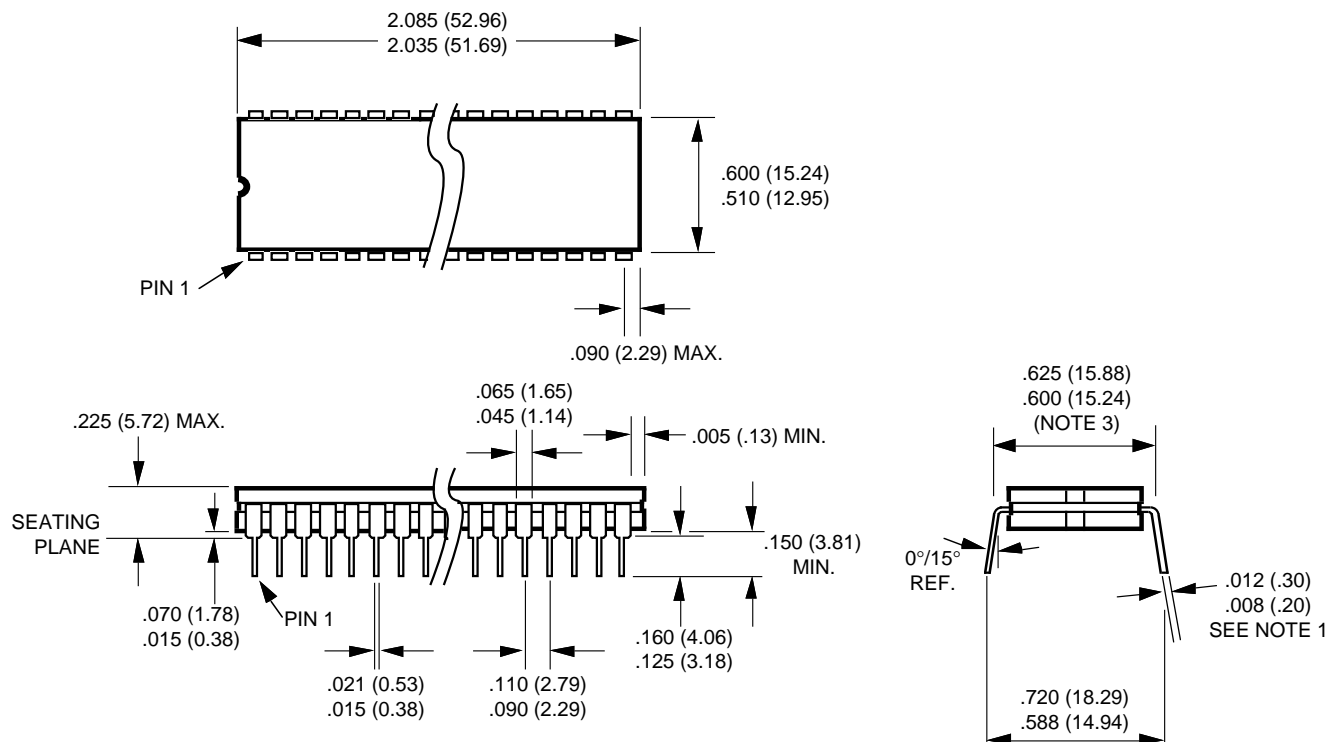 2.085 (52.96)
2.035 (51.69)
.600 (15.24)
.510 (12.95)
PIN 1
.090 (2.29) MAX.
.065 (1.65)
.045 (1.14)
.225 (5.72) MAX.
.005 (.13) MIN.
.625 (15.88)
.600 (15.24)
(NOTE 3)
SEATING
PLANE
.150 (3.81)
MIN.
0°/15°
REF.
.012 (.30)
.008 (.20)
SEE NOTE 1
.070 (1.78)
.015 (0.38)
PIN 1
.160 (4.06)
.125 (3.18)
.021 (0.53)
.015 (0.38)
.110 (2.79)
.090 (2.29)
.720 (18.29)
.588 (14.94)